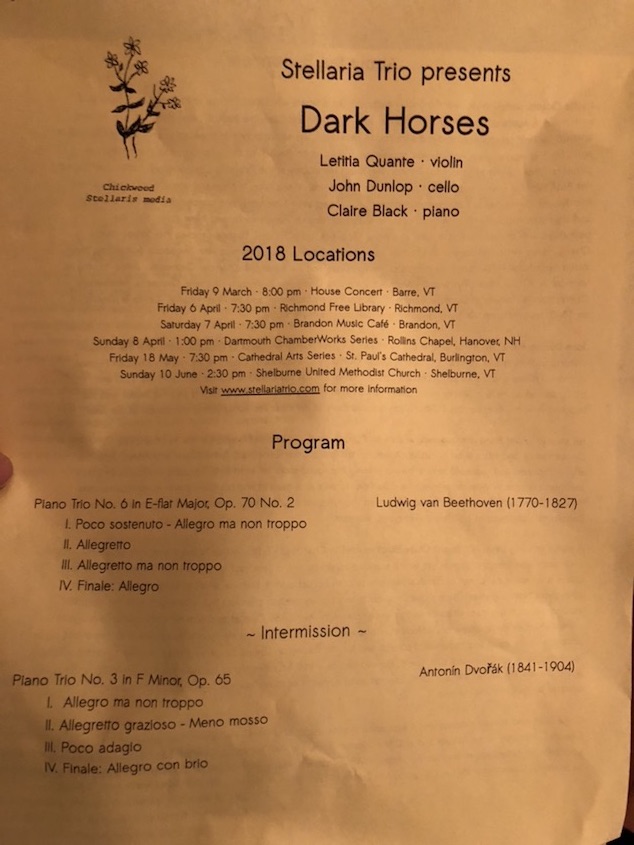 Stellaria Trio presents
Dark Horses
Letitia Quante · violin
John Dunlop · cello
Claire Black · piano
Chickweed
Stellaris media
2018 Locations
Friday 9 March · 8:00 pm · House Concert · Barre, VT
Friday 6 April · 7:30 pm · Richmond Free Library · Richmond, VT
Saturday 7 April · 7:30 pm · Brandon Music Café · Brandon, VT
Sunday 8 April · 1:00 pm · Dartmouth ChamberWorks Series · Rollins Chapel, Hanover, NH
Friday 18 May · 7:30 pm · Cathedral Arts Series · St. Paul's Cathedral, Burlington, VT
Sunday 10 June · 2:30 pm · Shelburne United Methodist Church · Shelburne, VT
Visit www.stellariatrio.com for more information
Program
Piano Trio No. 6 in E-flat Major, Op. 70 No. 2 Ludwig van Beethoven (1770-1827)
I. Poco sostenuto - Allegro ma non troppo
II. Allegretto
III. Allegretto ma non troppo
IV. Finale: Allegro
~ Intermission ~
Piano Trio No. 3 in F Minor, Op. 65 Antonín Dvořák (1841-1904)
I. Allegro ma non troppo
II. Allegretto grazioso - Meno mosso
III. Poco adagio
IV. Finale: Allegro con brio